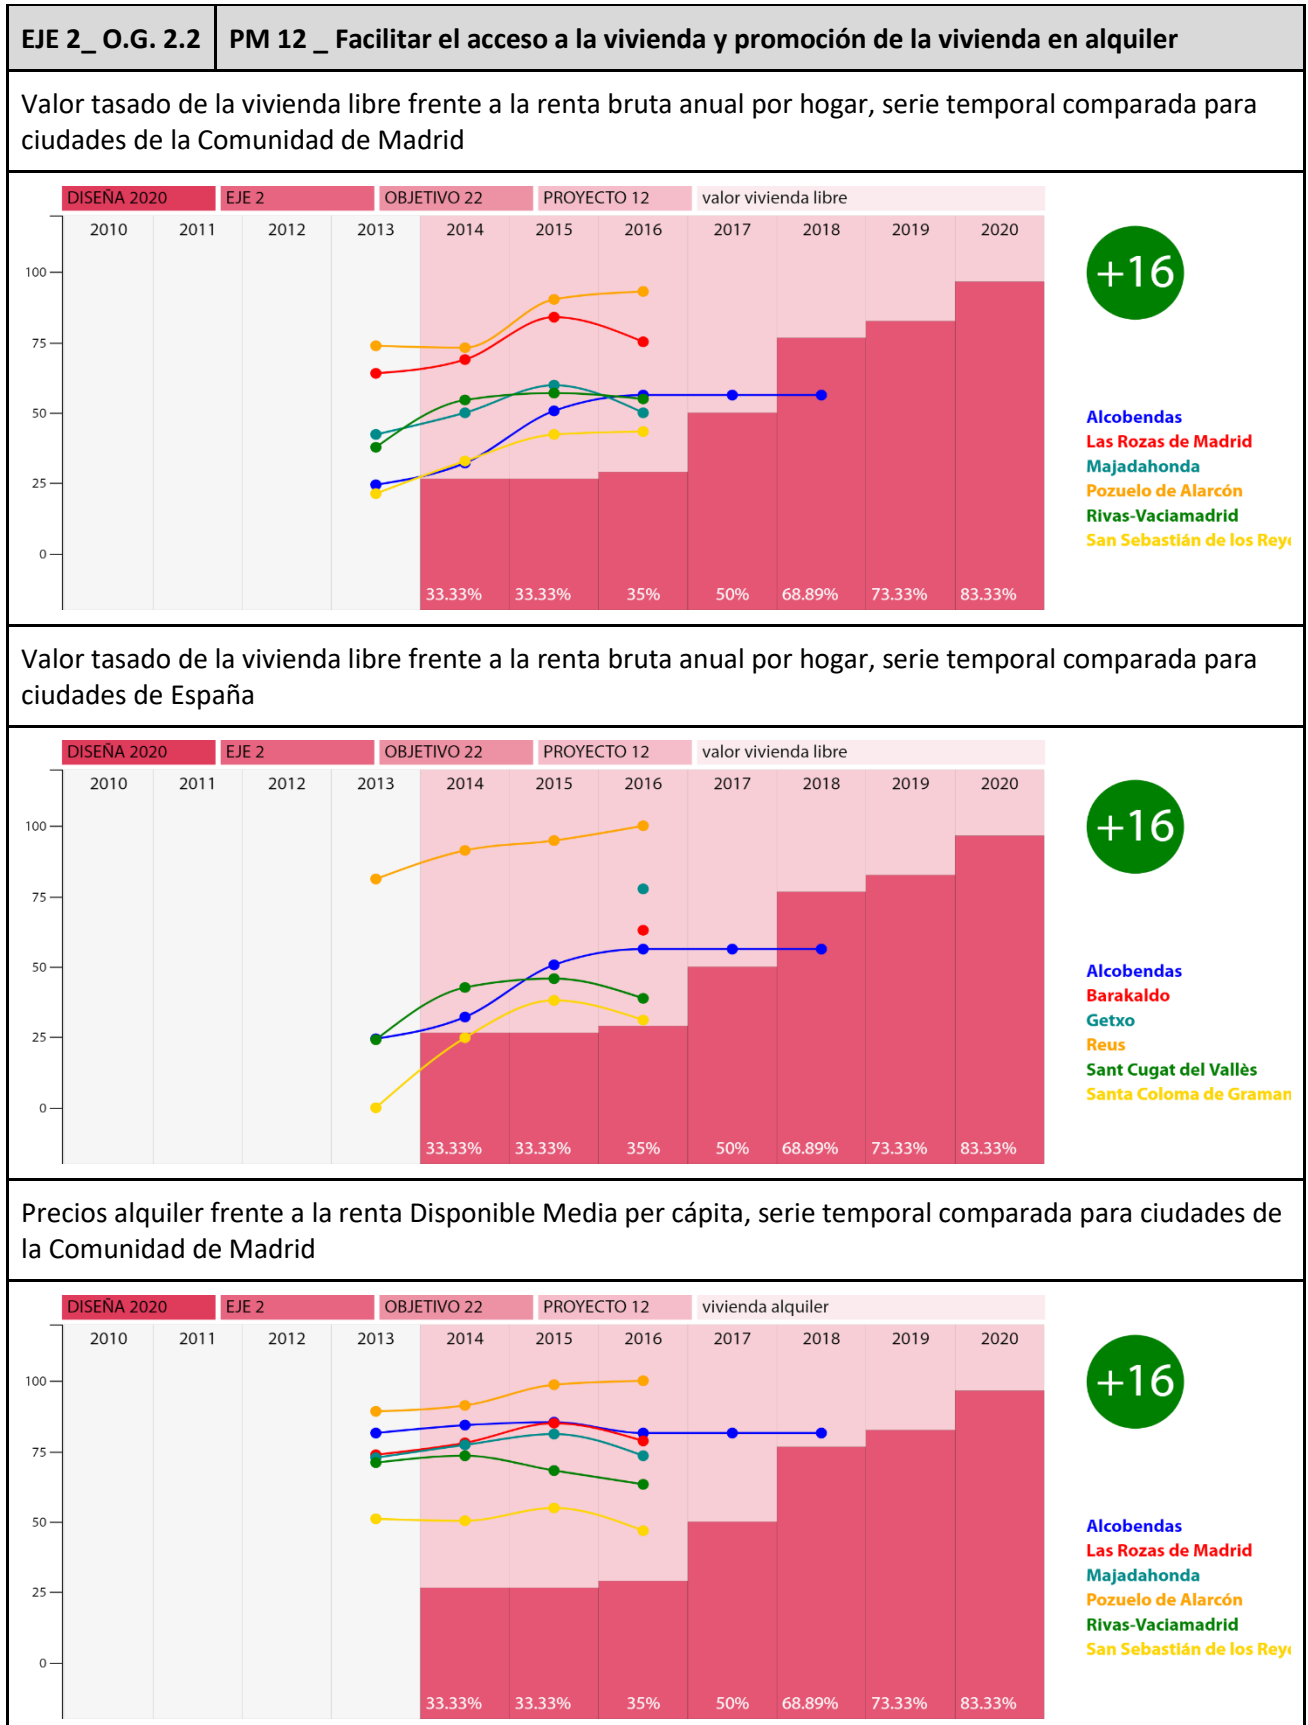 EJE 2_ O.G. 2.2 PM 12 _ Facilitar el acceso a la vivienda y promoción de la vivienda en alquiler
Valor tasado de la vivienda libre frente a la renta bruta anual por hogar, serie temporal comparada para
ciudades de la Comunidad de Madrid
DISEÑA 2020 EJE 2 OBJETIVO 22 PROYECTO 12 valor vivienda libre
2010 2011 2012 2013 2014 2015 2016 2017 2018 2019 2020
+16
100
75
50
25
0
33.33% 33.33% 35% 50% 68.89% 73.33% 83.33%
Alcobendas
Las Rozas de Madrid
Majadahonda
Pozuelo de Alarcón
Rivas-Vaciamadrid
San Sebastián de los Reye
Valor tasado de la vivienda libre frente a la renta bruta anual por hogar, serie temporal comparada para
ciudades de España
DISEÑA 2020 EJE 2 OBJETIVO 22 PROYECTO 12 valor vivienda libre
2010 2011 2012 2013 2014 2015 2016 2017 2018 2019 2020
+16
100
75
50
25
0
33.33% 33.33% 35% 50% 68.89% 73.33% 83.33%
Alcobendas
Barakaldo
Getxo
Reus
Sant Cugat del Vallès
Santa Coloma de Graman
Precios alquiler frente a la renta Disponible Media per cápita, serie temporal comparada para ciudades de
la Comunidad de Madrid
DISEÑA 2020 EJE 2 OBJETIVO 22 PROYECTO 12 vivienda alquiler
2010 2011 2012 2013 2014 2015 2016 2017 2018 2019 2020
+16
100
75
50
25
0
33.33% 33.33% 35% 50% 68.89% 73.33% 83.33%
Alcobendas
Las Rozas de Madrid
Majadahonda
Pozuelo de Alarcón
Rivas-Vaciamadrid
San Sebastián de los Reye